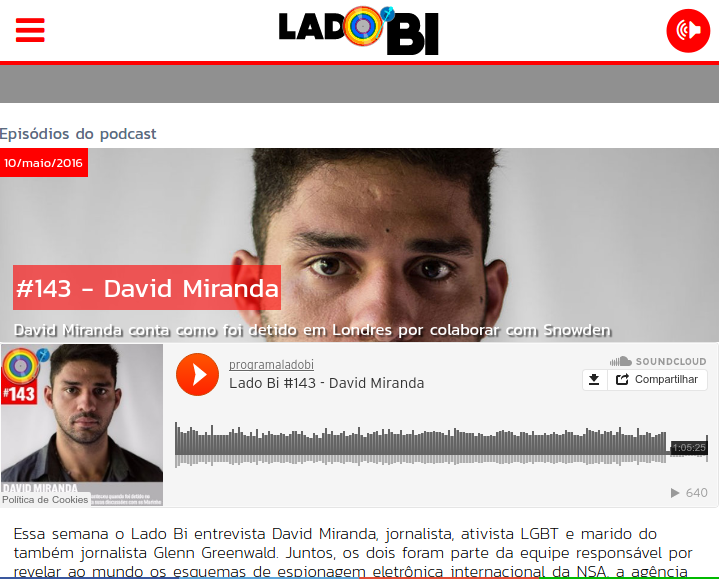 LADOBI
Episódios do podcast
10/maio/2016
#143 - David Miranda
David Miranda conta como foi detido em Londres por colaborar com Snowden
#143
DAVID MIRANDA
Política de Cookies
programaladobi
Lado Bi #143 - David Miranda
SOUNDCLOUD
Compartilhar
1:05:25
640
Essa semana o Lado Bi entrevista David Miranda, jornalista, ativista LGBT e marido do
também jornalista Glenn Greenwald. Juntos, os dois foram parte da equipe responsável por
revelar ao mundo os esquemas de espionagem eletrônica internacional da NSA, a agência